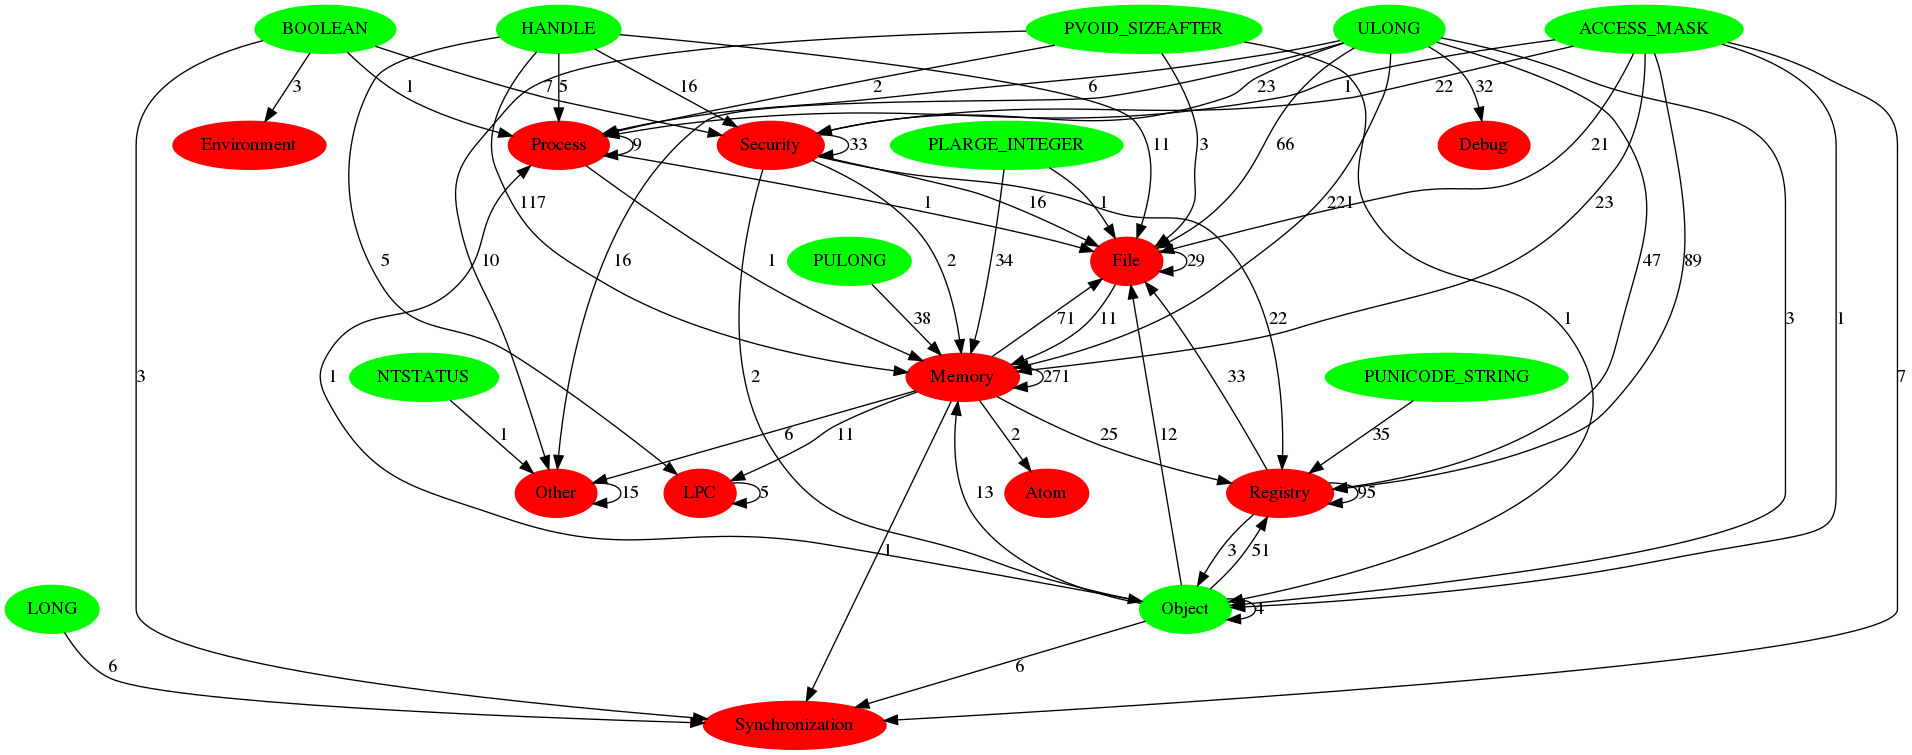 BOOLEAN HANDLE PVOID_SIZEAFTER ULONG ACCESS_MASK
3 1 7 5 16 2 6 23 1 22 32
Environment Process 9 Security 33 PLARGE_INTEGER 11 3 66 21 Debug
117 1 16 1 221 23
5 10 16 PULONG 1 2 34 File 29 47 89
38 71 11 22 1 3 1
3 1 NTSTATUS Memory 271 33 PUNICODE_STRING 7
1 6 11 2 25 35
Other 15 LPC 5 13 Atom 12 Registry 95
2
1 3 51
LONG Object 4
6 6
Synchronization